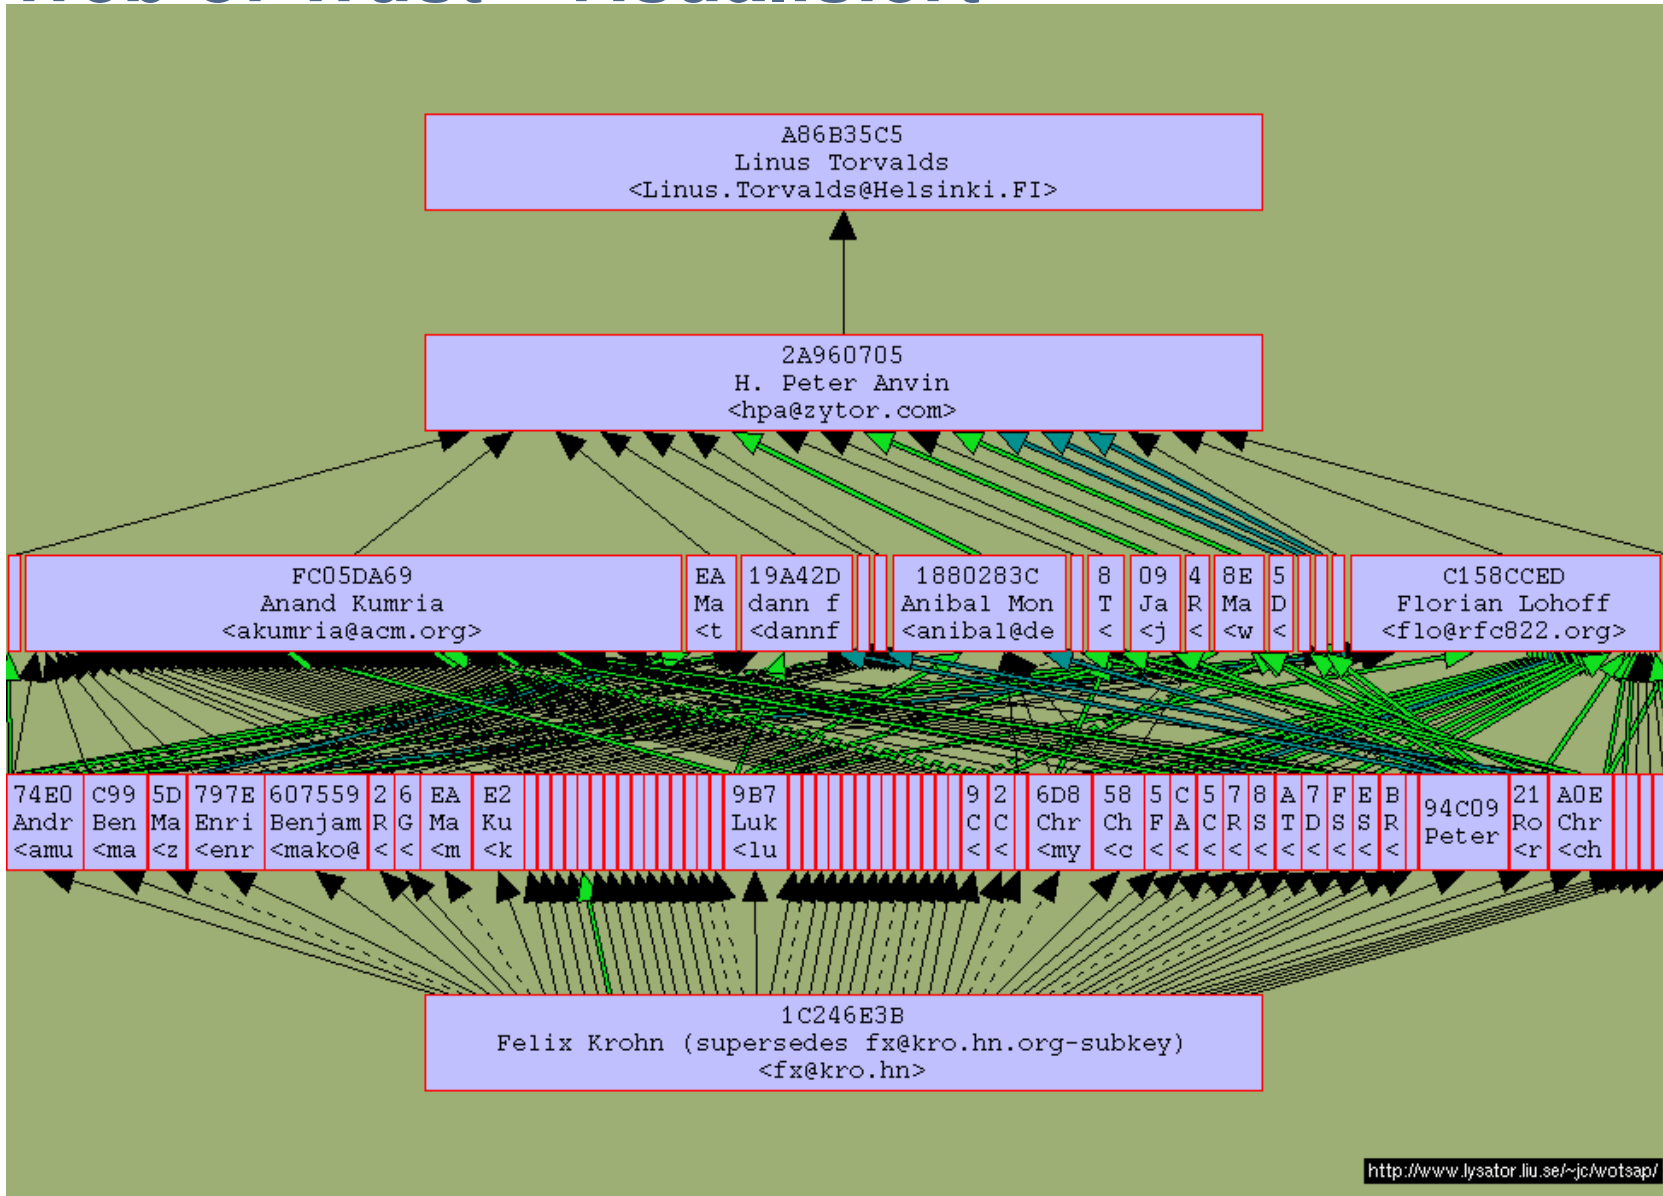 A86B35C5
Linus Torvalds
<Linus.Torvalds@Helsinki.FI>
2A960705
H. Peter Anvin
<hpa@zytor.com>
FC05DA69 EA 19A42D 1880283C 8 09 4 8E 5 C158CCED
Anand Kumria Ma dann f Anibal Mon T Ja R Ma D Florian Lohoff
<akumria@acm.org> <t <dannf <anibal@de < <j < <w < <flo@rfc822.org>
74E0 C99 5D 797E 607559 2 6 EA E2 9B7 9 2 6D8 58 5 C 5 7 8 A 7 F E B 94C09 21 A0E
Andr Ben Ma Enri Benjam R G Ma Ku Luk C C Chr Ch F A C R S T D S S R Peter Ro Chr
<amu <ma <z <enr <mako@ < < <m <k <lu < < <my <c < < < < < < < < < < <r <ch
1C246E3B
Felix Krohn (supersedes fx@kro.hn.org-subkey)
<fx@kro.hn>
http://www.lysator.liu.se/~jc/wotsap/